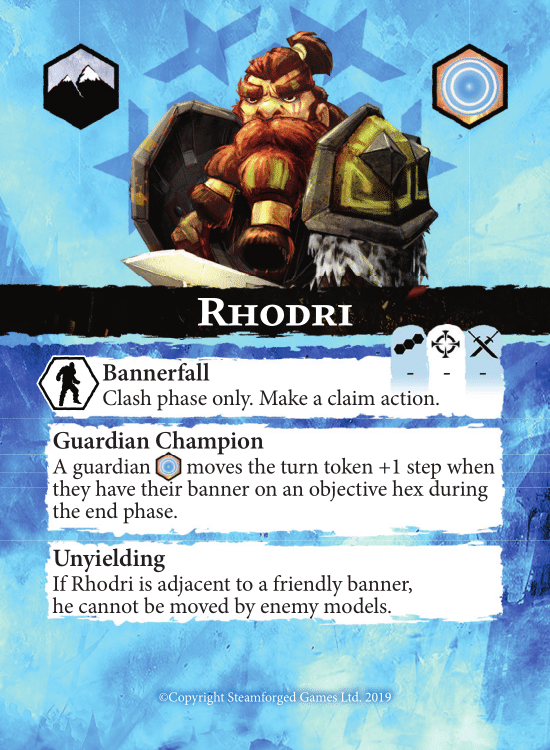 Rhodri
Bannerfall
- - -
Clash phase only. Make a claim action.
Guardian Champion
A guardian moves the turn token +1 step when
they have their banner on an objective hex during
the end phase.
Unyielding
If Rhodri is adjacent to a friendly banner,
he cannot be moved by enemy models.
©Copyright Steamforged Games Ltd. 2019